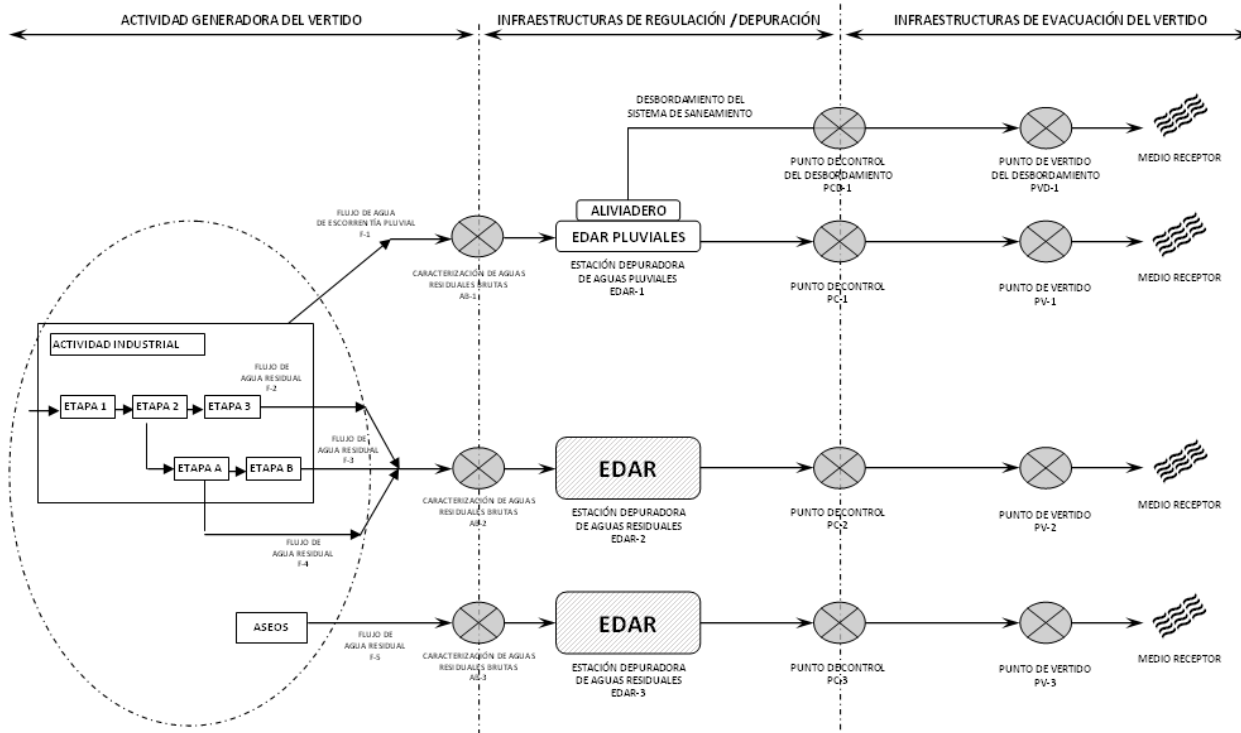 ACTIVIDAD GENERADORA DEL VERTIDO
INFRAESTRUCTURAS DE REGULACIÓN / DEPURACIÓN
INFRAESTRUCTURAS DE EVACUACIÓN DEL VERTIDO
DESBORDAMIENTO DEL
SISTEMA DE SANEAMIENTO
PUNTO DE CONTROL
DEL DESBORDAMIENTO
PCD-1
PUNTO DE VERTIDO
DEL DESBORDAMIENTO
PVD-1
MEDIO RECEPTOR
FLUJO DE AGUA
DE ESCORRENTÍA PLUVIAL
F-1
CARACTERIZACIÓN DE AGUAS
RESIDUALES BRUTAS
AB-1
ALIVIADERO
EDAR PLUVIALES
ESTACIÓN DEPURADORA
DE AGUAS PLUVIALES
EDAR-1
PUNTO DE CONTROL
PC-1
PUNTO DE VERTIDO
PV-1
MEDIO RECEPTOR
ACTIVIDAD INDUSTRIAL
FLUJO DE
AGUA RESIDUAL
F-2
ETAPA 1
ETAPA 2
ETAPA 3
FLUJO DE
AGUA RESIDUAL
F-3
ETAPA A
ETAPA B
FLUJO DE
AGUA RESIDUAL
F-4
CARACTERIZACIÓN DE AGUAS
RESIDUALES BRUTAS
AB-2
EDAR
ESTACIÓN DEPURADORA
DE AGUAS RESIDUALES
EDAR-2
PUNTO DE CONTROL
PC-2
PUNTO DE VERTIDO
PV-2
MEDIO RECEPTOR
ASEOS
FLUJO DE
AGUA RESIDUAL
F-5
CARACTERIZACIÓN DE AGUAS
RESIDUALES BRUTAS
AB-3
EDAR
ESTACIÓN DEPURADORA
DE AGUAS RESIDUALES
EDAR-3
PUNTO DE CONTROL
PC-3
PUNTO DE VERTIDO
PV-3
MEDIO RECEPTOR